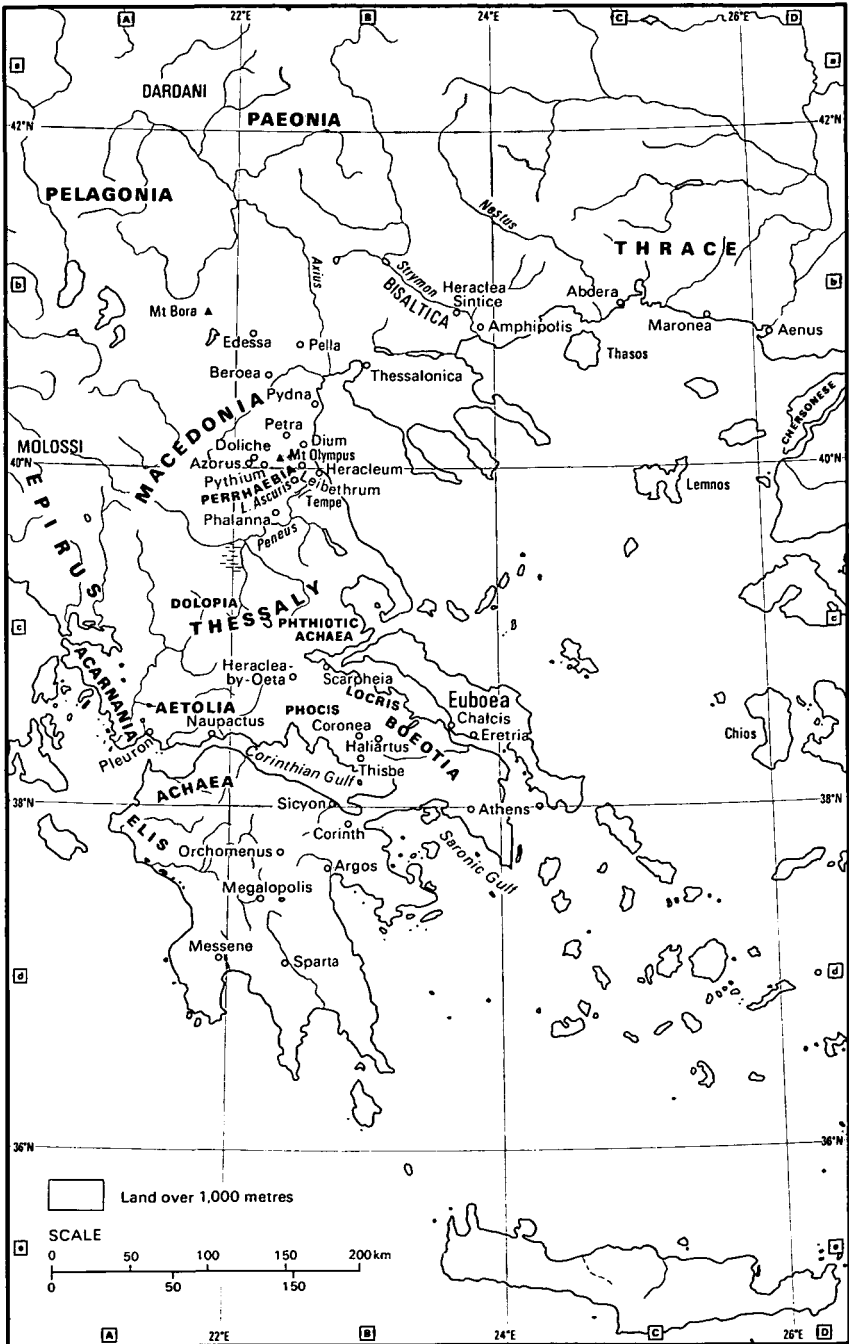 A
22°E
B
24°E
C
26°E
D
a
a
DARDANI
42°N
PAEONIA
42°N
PELAGONIA
Nestus
THRACE
Axius
b
b
Strymon
Heraclea
Sintice
BISALTICA
Abdera
Mt Bora
Amphipolis
Maronea
Aenus
Edessa
Pella
Thasos
Beroea
Thessalonica
Pydna
CHERSONESE
MACEDONIA
Petra
MOLOSSI
Doliche
Dium
Mt Olympus
40°N
Azorus
Heracleum
40°N
Pythium
Lemnos
PERRHAEBIA
Leibethrum
L. Ascuris
Tempe
EPIRUS
Phalanna
Peneus
DOLOPIA
THESSALY
c
PHTHIOTIC
ACHAEA
c
ACARNANIA
Heraclea-
by-Oeta
Scarpheia
LOCRIS
Euboea
AETOLIA
PHOCIS
BOEOTIA
Chalcis
Naupactus
Coronea
Eretria
Chios
Pleuron
Haliartus
Corinthian Gulf
Thisbe
ACHAEA
38°N
Sicyon
Athens
38°N
ELIS
Corinth
Saronic Gulf
Orchomenus
Argos
Megalopolis
Messene
Sparta
d
d
36°N
36°N
Land over 1,000 metres
SCALE
e
0 50 100 150 200 km
e
0 50 100 150
A
22°E
B
24°E
C
26°E
D